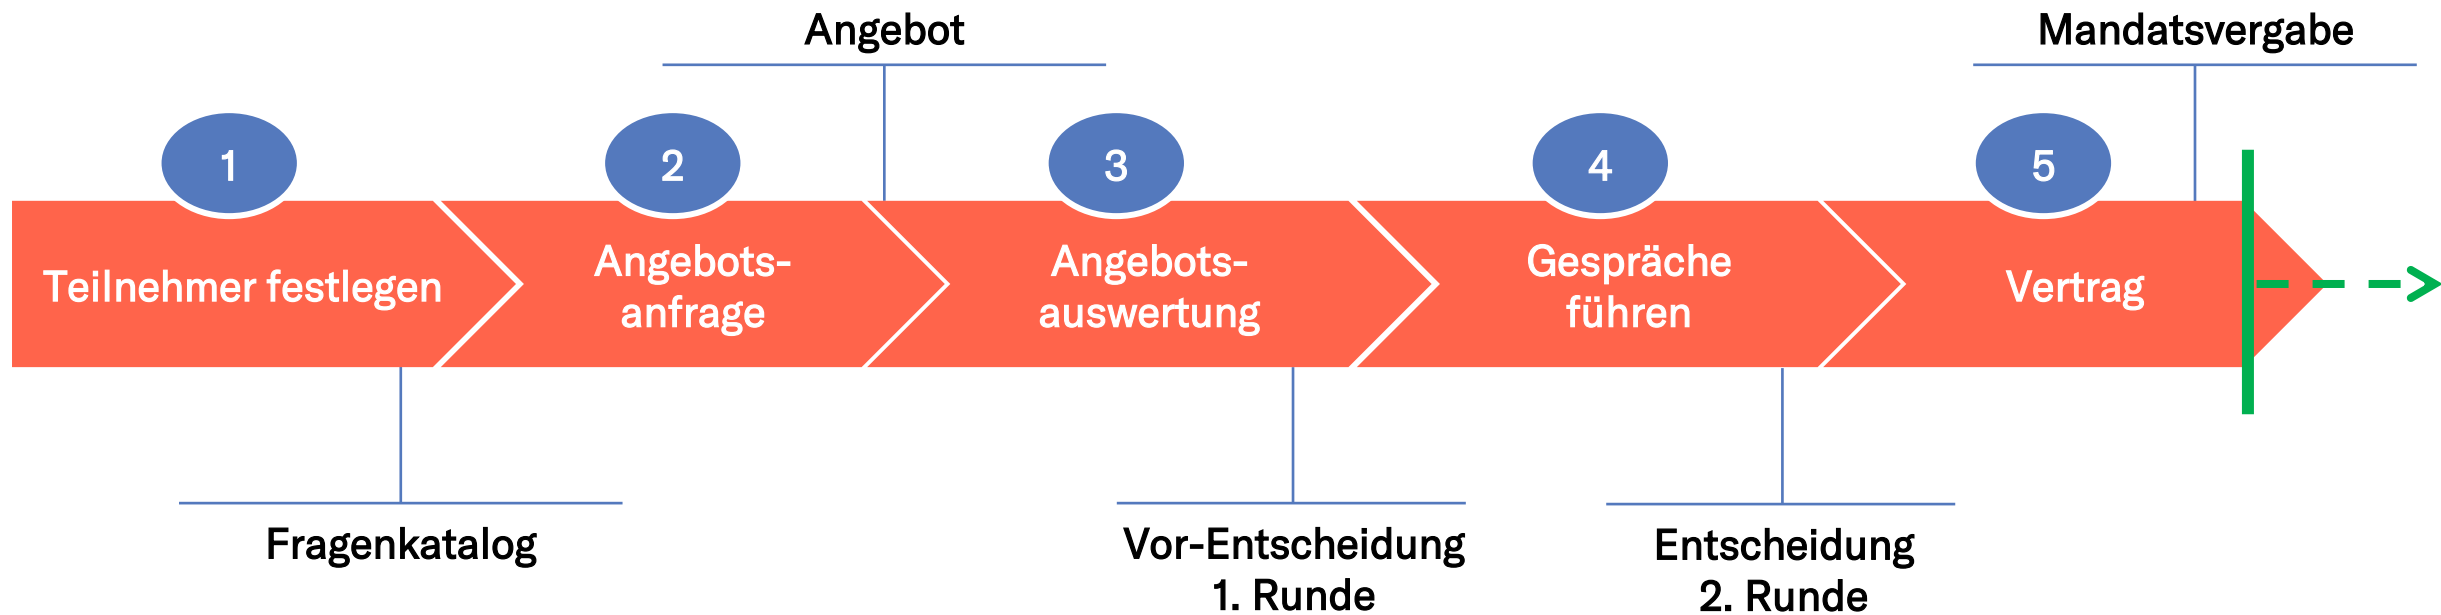 Angebot
Mandatsvergabe
1
2
3
4
5
Teilnehmer festlegen
Angebots-
anfrage
Angebots-
auswertung
Gespräche
führen
Vertrag
Fragenkatalog
Vor-Entscheidung
1. Runde
Entscheidung
2. Runde